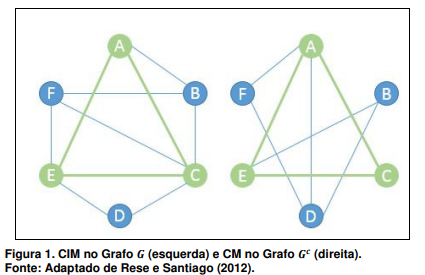 A A
F B F B
E C E C
D D
Figura 1. CIM no Grafo G (esquerda) e CM no Grafo Gᶜ (direita).
Fonte: Adaptado de Rese e Santiago (2012).